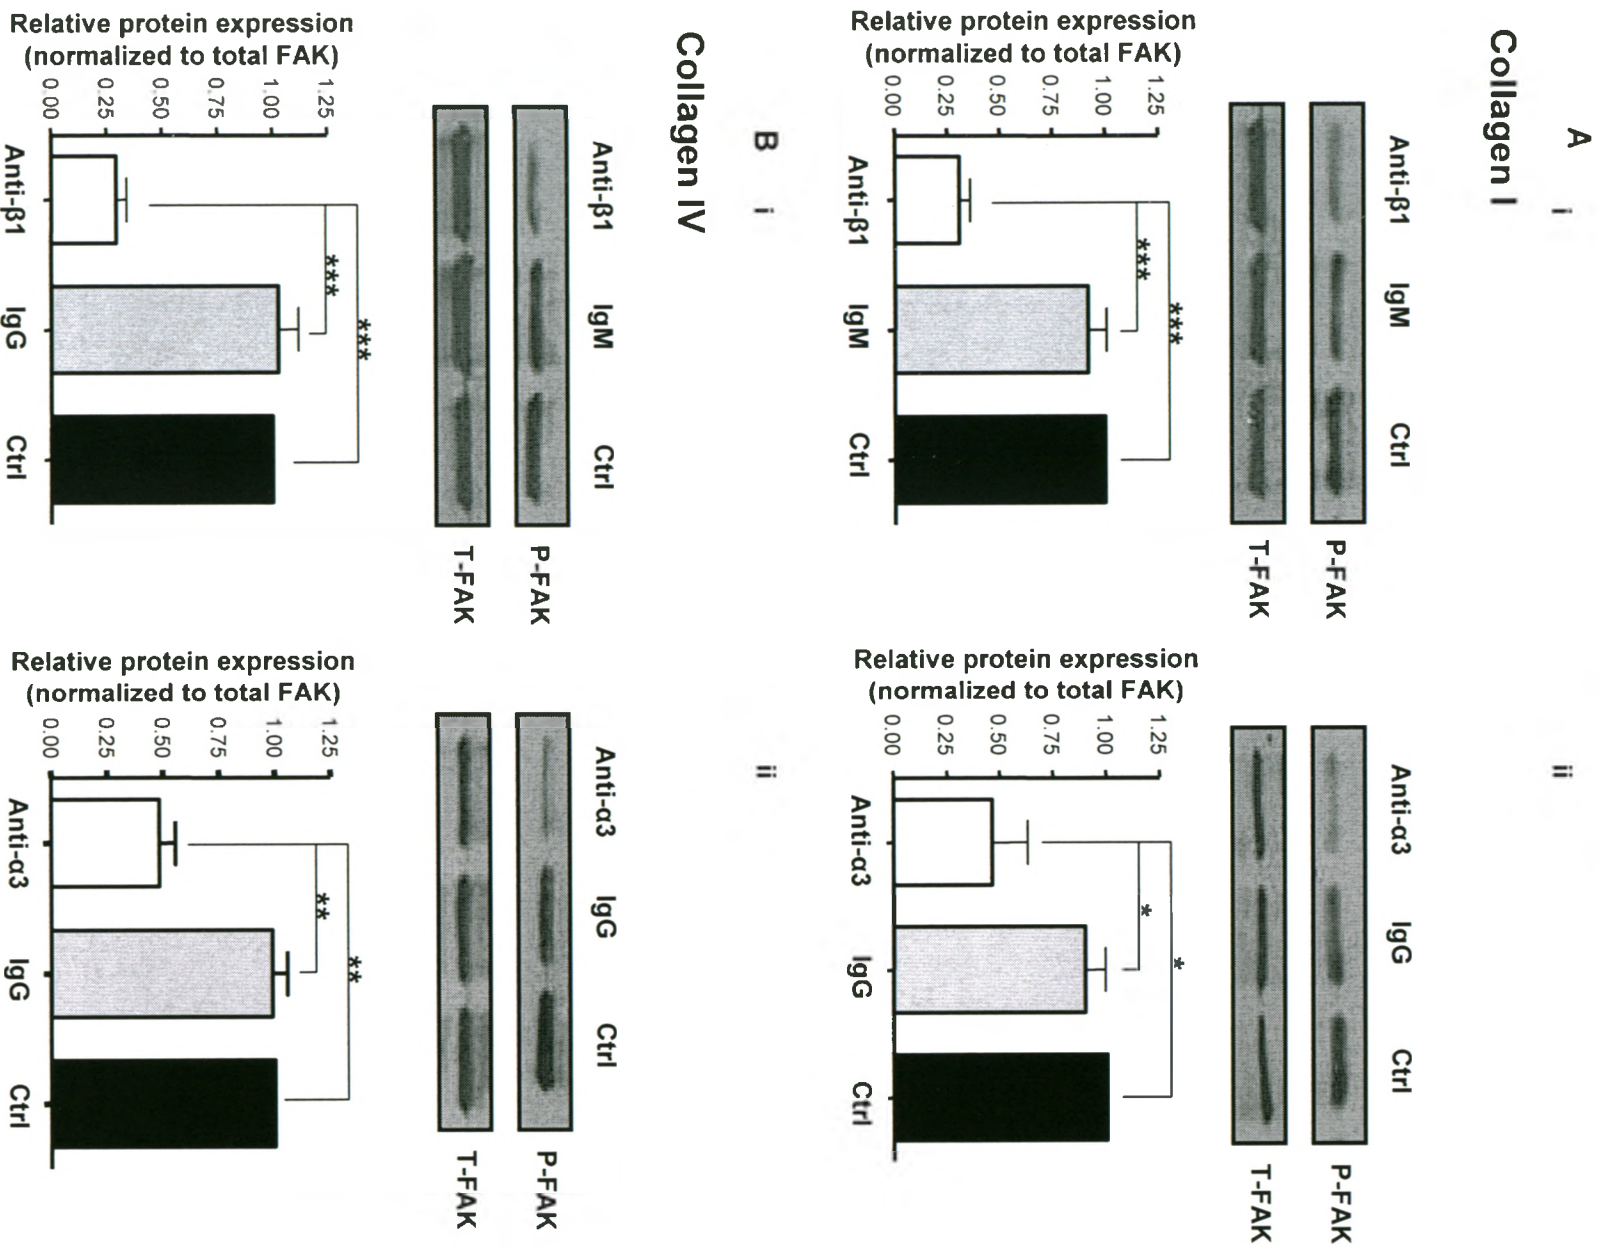 A
i
ii
Collagen I
Anti-β1 IgM Ctrl
P-FAK
T-FAK
Anti-α3 IgG Ctrl
P-FAK
T-FAK
Relative protein expression
(normalized to total FAK)
1.25
1.00
0.75
0.50
0.25
0.00
***
***
Anti-β1 IgM Ctrl
Relative protein expression
(normalized to total FAK)
1.25
1.00
0.75
0.50
0.25
0.00
*
*
Anti-α3 IgG Ctrl
B i
ii
Collagen IV
Anti-β1 IgM Ctrl
P-FAK
T-FAK
Anti-α3 IgG Ctrl
P-FAK
T-FAK
Relative protein expression
(normalized to total FAK)
1.25
1.00
0.75
0.50
0.25
0.00
***
***
Anti-β1 IgG Ctrl
Relative protein expression
(normalized to total FAK)
1.25
1.00
0.75
0.50
0.25
0.00
**
**
Anti-α3 IgG Ctrl